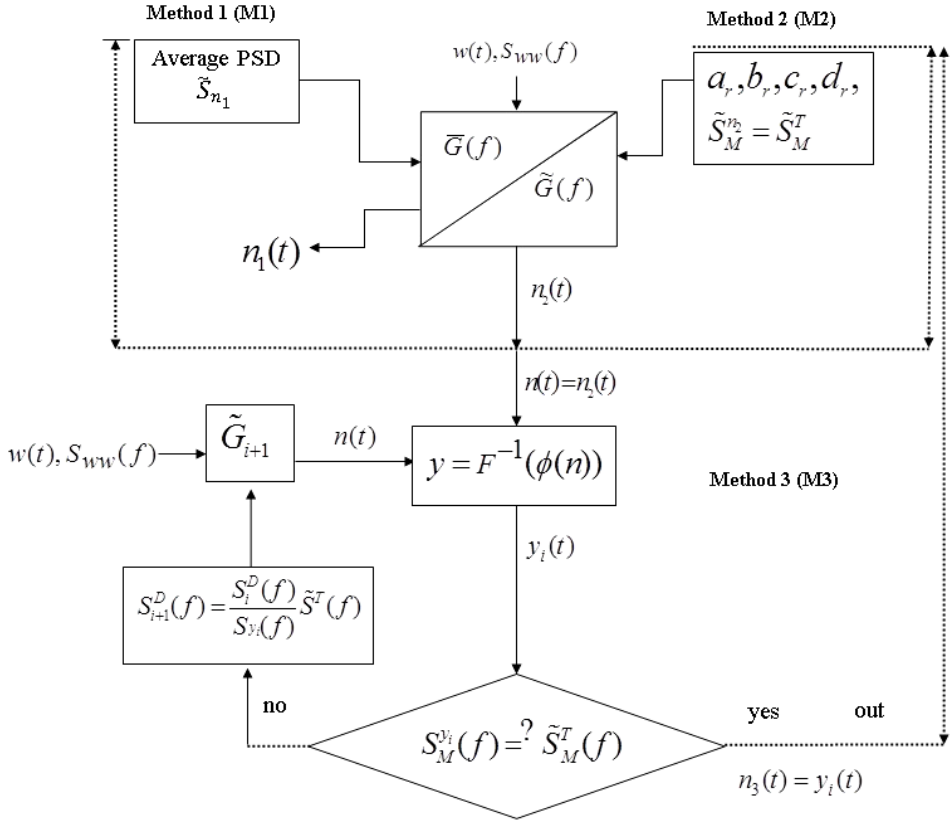 Method 1 (M1)
Method 2 (M2)
Average PSD
S̃_{n_1}
w(t), S_{WW}(f)
a_r, b_r, c_r, d_r,
S̃_M^{n_2} = S̃_M^T
G̅(f)
G̃(f)
n_1(t)
n_2(t)
n(t)=n_2(t)
w(t), S_{WW}(f)
G̃_{i+1}
n(t)
y = F^{-1}(ϕ(n))
Method 3 (M3)
y_i(t)
S_{i+1}^D(f) = \frac{S_i^D(f)}{S_{y_i}(f)} S̃^T(f)
no
yes
out
S_M^{y_i}(f) =^? S̃_M^T(f)
n_3(t) = y_i(t)